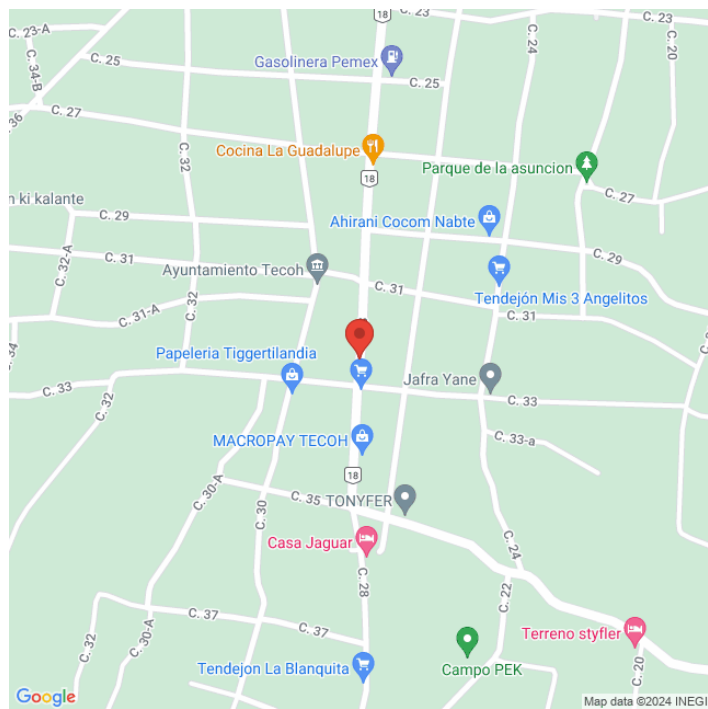 C. 23-A
18
C. 23
C. 23
C. 24
C. 20
Gasolinera Pemex
C. 25
C. 25
C. 34-B
36
C. 27
C. 32
Cocina La Guadalupe
Parque de la asuncion
18
C. 27
n ki kalante
C. 29
Ahirani Cocom Nabte
C. 31
C. 32-A
Ayuntamiento Tecoh
C. 29
C. 31
Tendejón Mis 3 Angelitos
C. 32
C. 31-A
C. 31
34
Papeleria Tiggertilandia
C. 33
Jafra Yane
C. 33
C. 32
MACROPAY TECOH
C. 33-a
18
C. 30-A
C. 35
TONYFER
C. 30
Casa Jaguar
C. 24
C. 28
C. 22
C. 37
C. 32
C. 30-A
C. 37
Terreno styfler
Tendejon La Blanquita
Campo PEK
C. 20
Google
Map data ©2024 INEGI